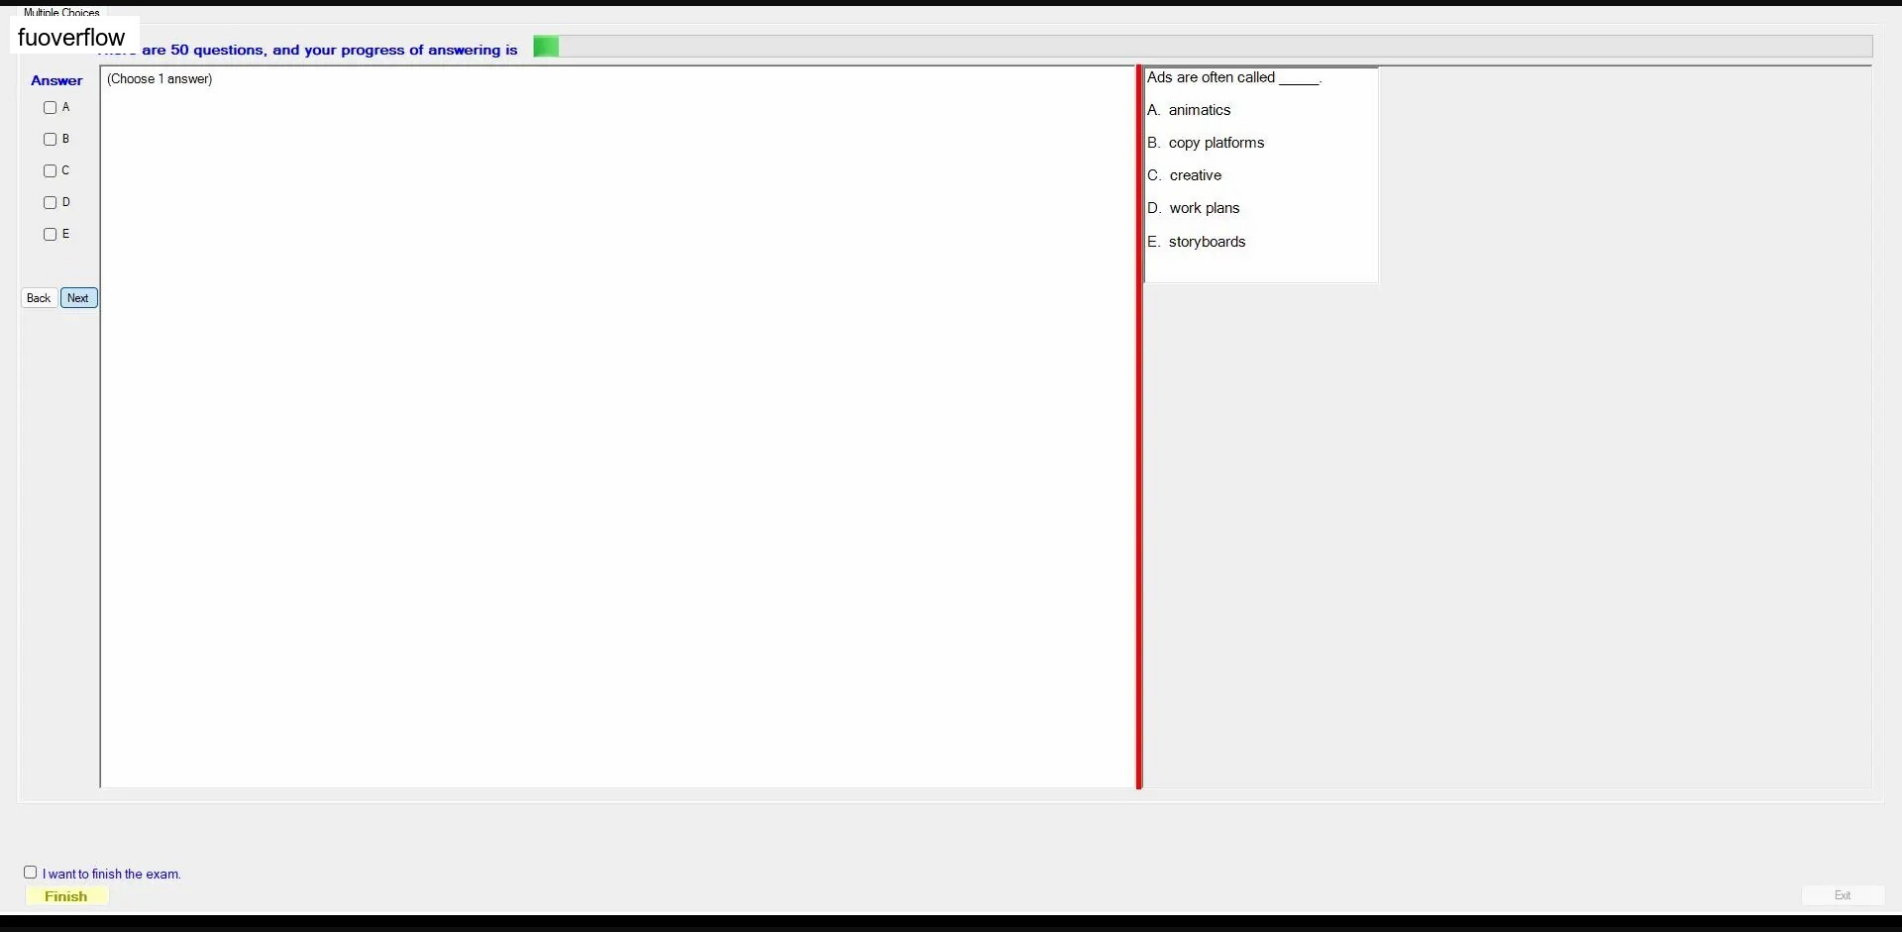 Multiple Choices
fuoverflow
are 50 questions, and your progress of answering is
Answer
(Choose 1 answer)
A
B
C
D
E
Back Next
Ads are often called _____.
A. animatics
B. copy platforms
C. creative
D. work plans
E. storyboards
I want to finish the exam.
Finish
Exit